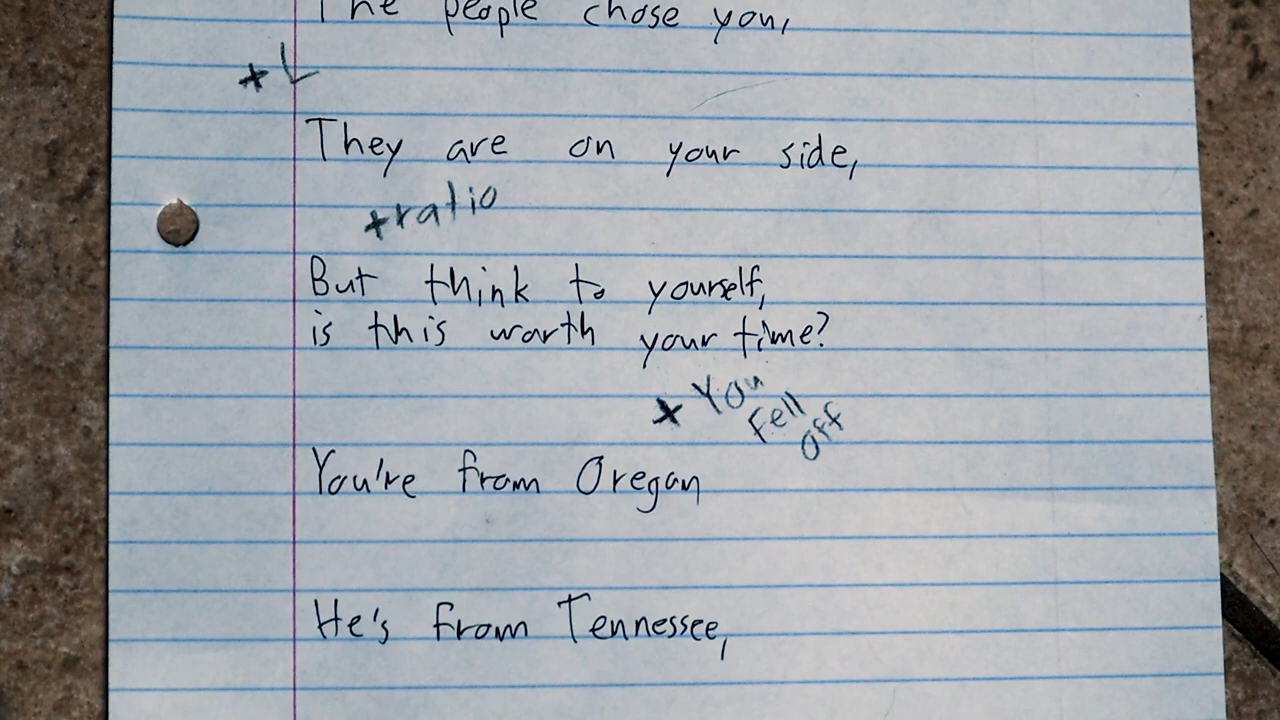 The people chose you,
+ L
They are on your side,
+ratio
But think to yourself,
is this worth your time?
+ You
Fell
Off
You're from Oregan
He's from Tennessee,